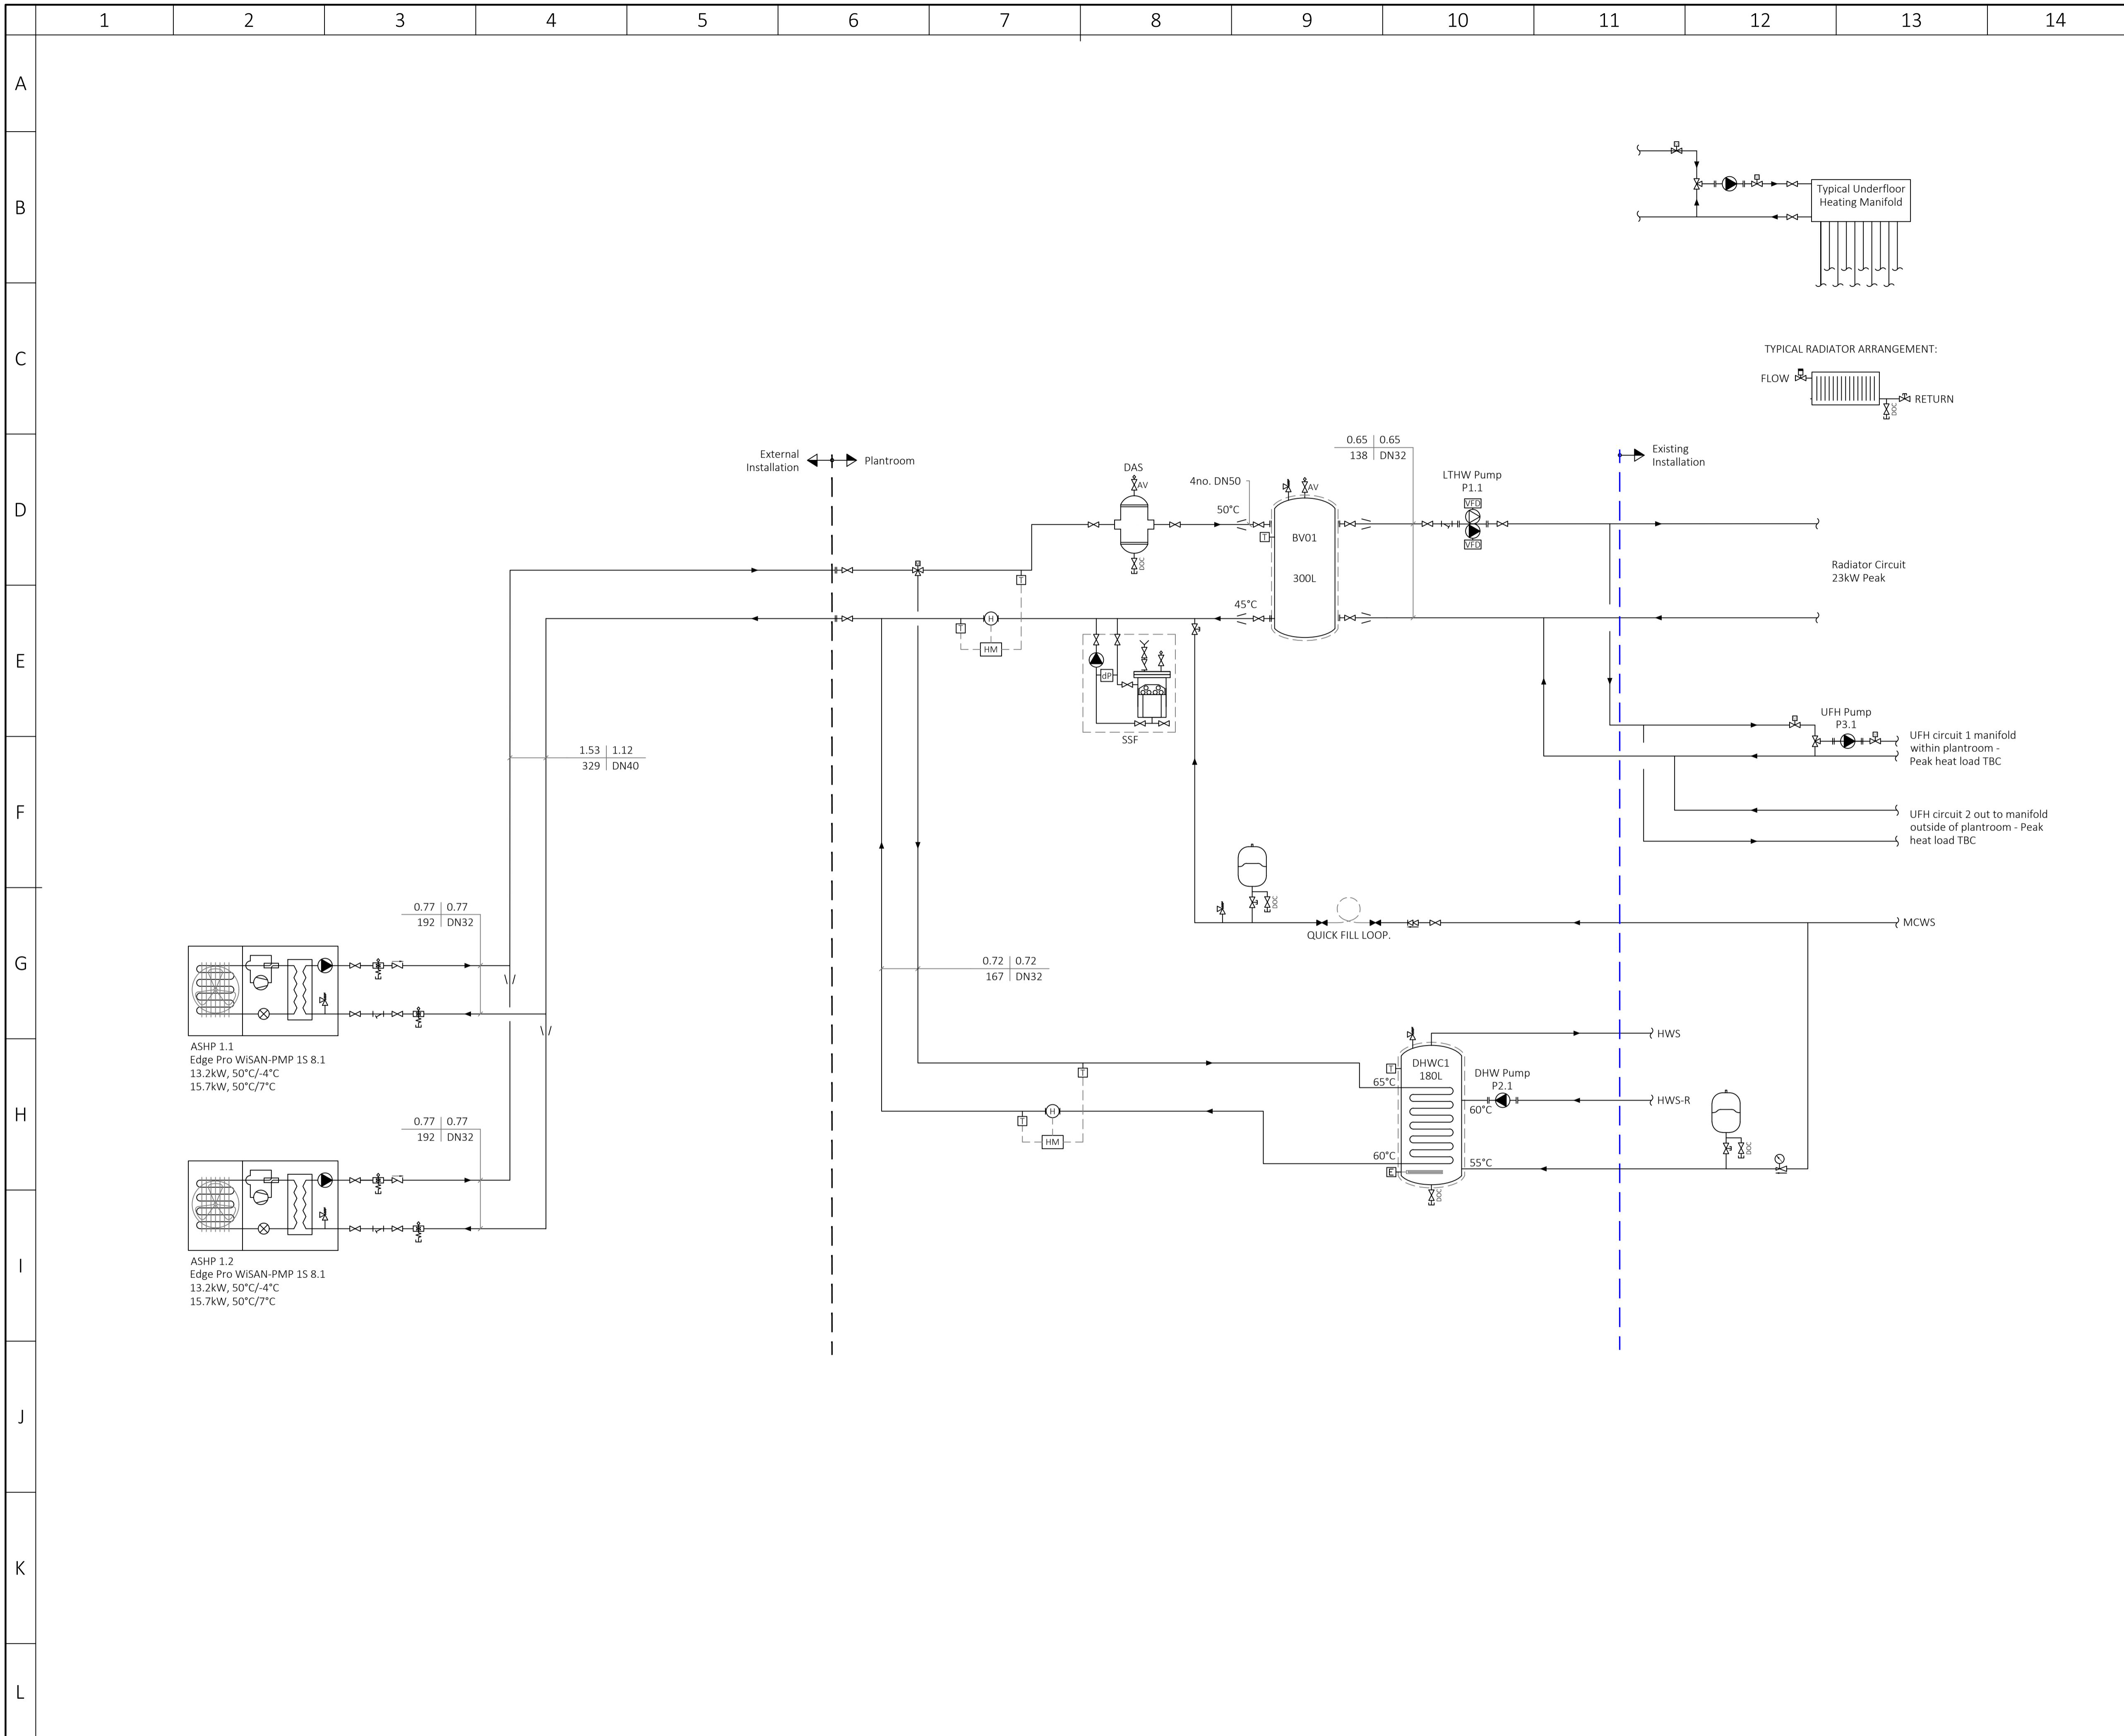 1 2 3 4 5 6 7 8 9 10 11 12 13 14
A
B
C
D
E
F
G
H
I
J
K
L
Typical Underfloor
Heating Manifold
TYPICAL RADIATOR ARRANGEMENT:
FLOW
RETURN
DOC
External
Installation
Plantroom
Existing
Installation
DAS
AV
DOC
4no. DN50
50°C
45°C
AV
T
BV01
300L
0.65 0.65
138 DN32
LTHW Pump
P1.1
VFD
VFD
Radiator Circuit
23kW Peak
T
T
H
HM
dP
SSF
UFH Pump
P3.1
UFH circuit 1 manifold
within plantroom -
Peak heat load TBC
UFH circuit 2 out to manifold
outside of plantroom - Peak
heat load TBC
1.53 1.12
329 DN40
0.77 0.77
192 DN32
DOC
QUICK FILL LOOP.
MCWS
0.72 0.72
167 DN32
ASHP 1.1
Edge Pro WiSAN-PMP 1S 8.1
13.2kW, 50°C/-4°C
15.7kW, 50°C/7°C
0.77 0.77
192 DN32
ASHP 1.2
Edge Pro WiSAN-PMP 1S 8.1
13.2kW, 50°C/-4°C
15.7kW, 50°C/7°C
T
T
H
HM
HWS
DHWC1
180L
T
65°C
60°C
E
DHW Pump
P2.1
60°C
55°C
HWS-R
DOC
DOC